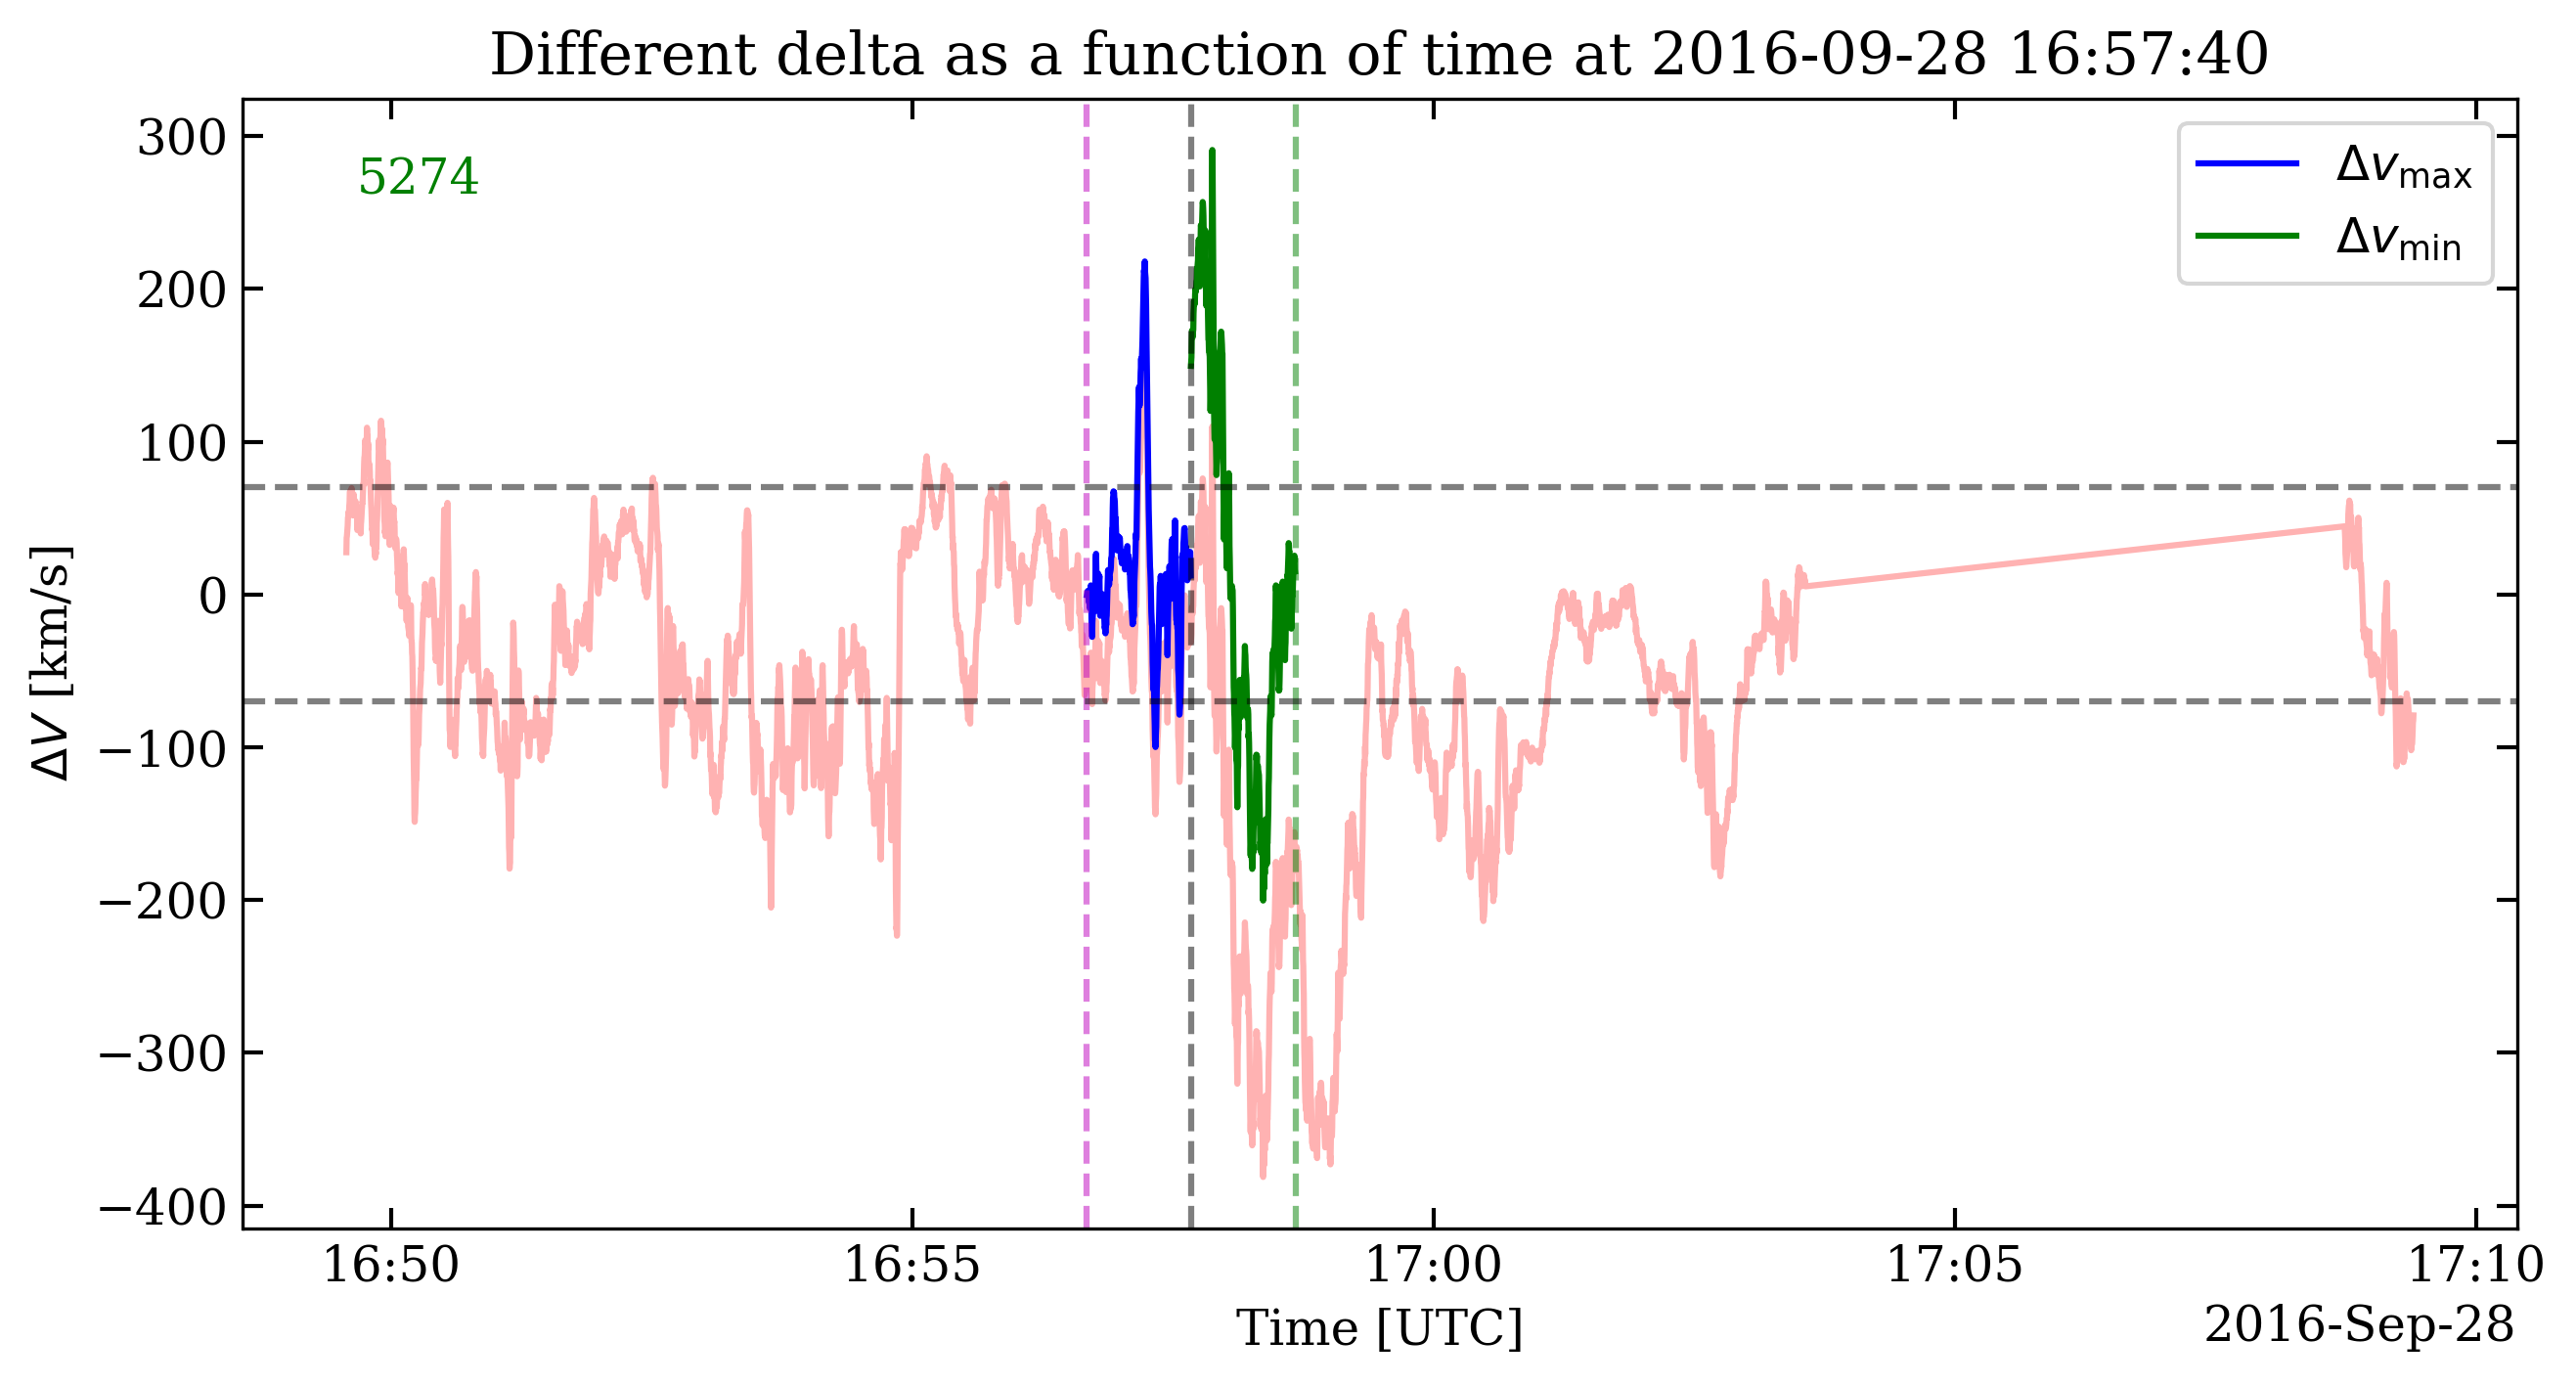 Different delta as a function of time at 2016-09-28 16:57:40
5274
Δv_max
Δv_min
300
200
100
0
−100
−200
−300
−400
ΔV [km/s]
16:50 16:55 17:00 17:05 17:10
Time [UTC]
2016-Sep-28